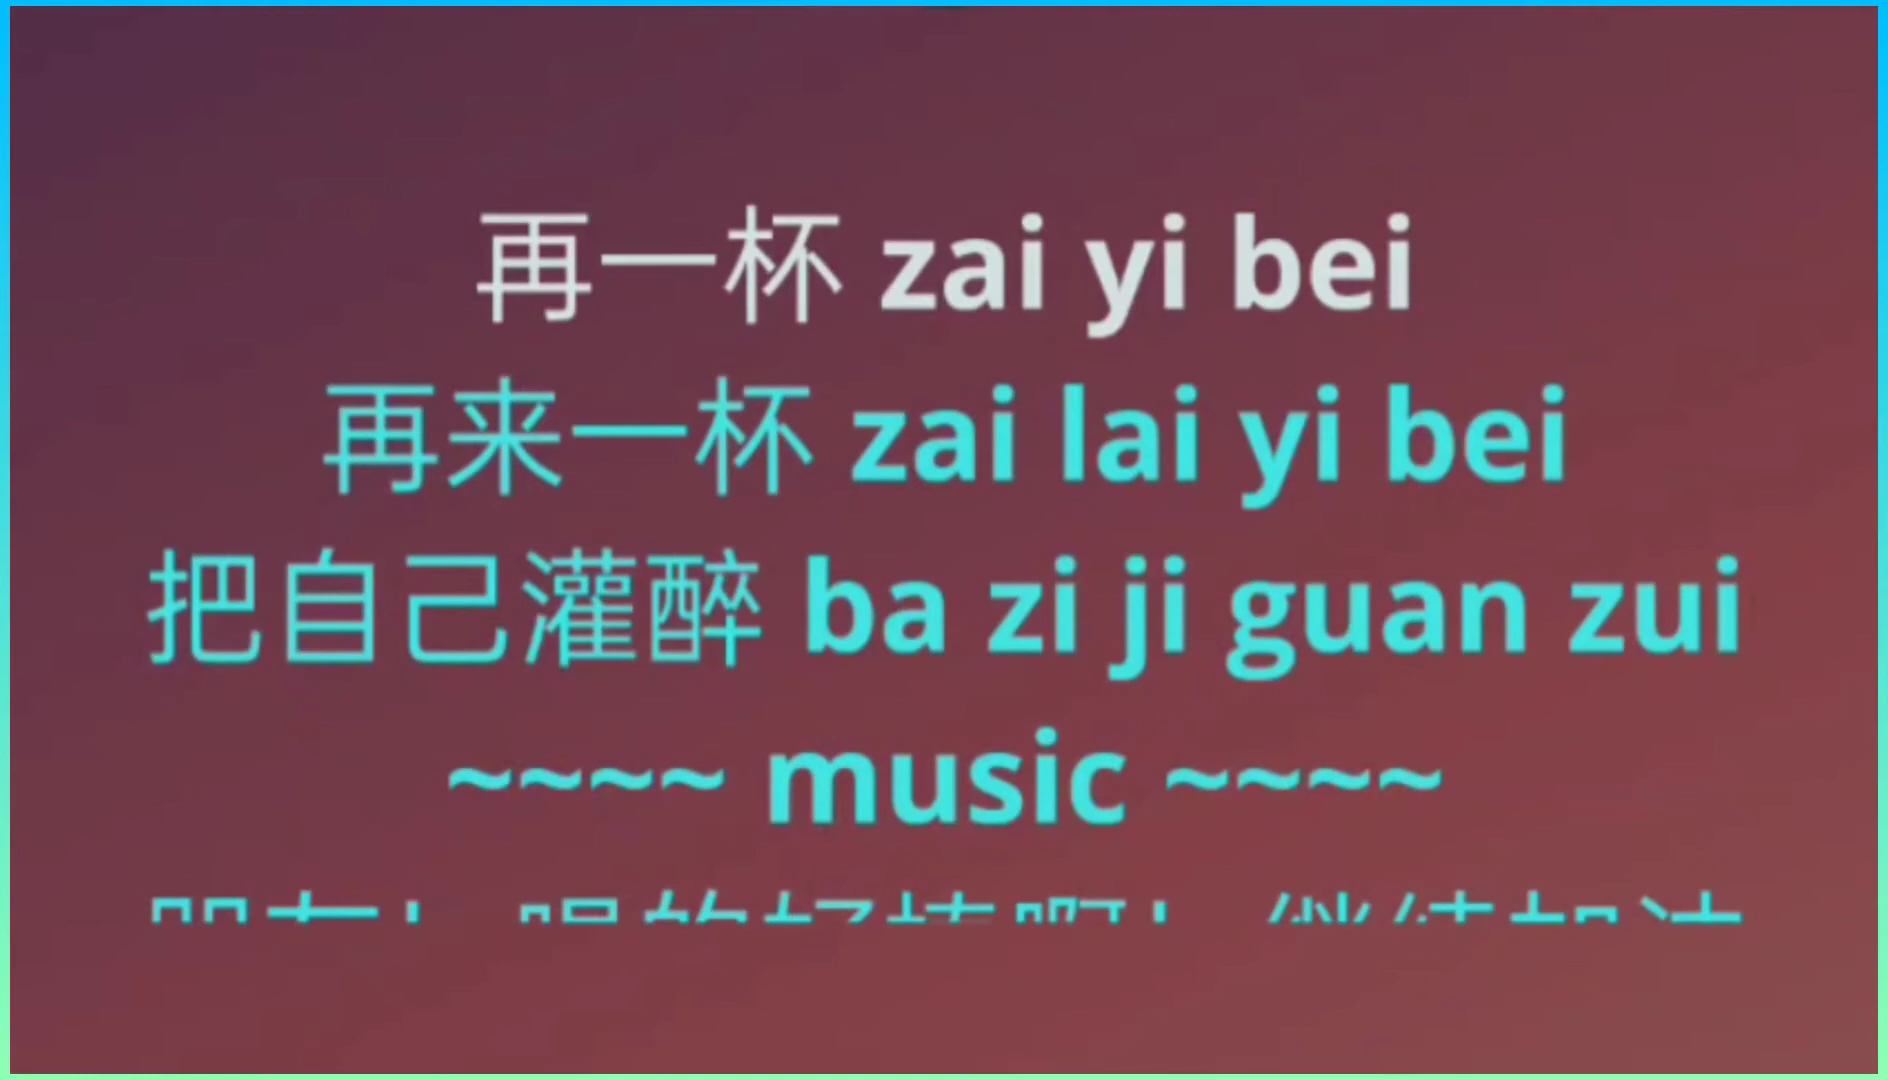 再一杯 zai yi bei
再来一杯 zai lai yi bei
把自己灌醉 ba zi ji guan zui
~~~~ music ~~~~